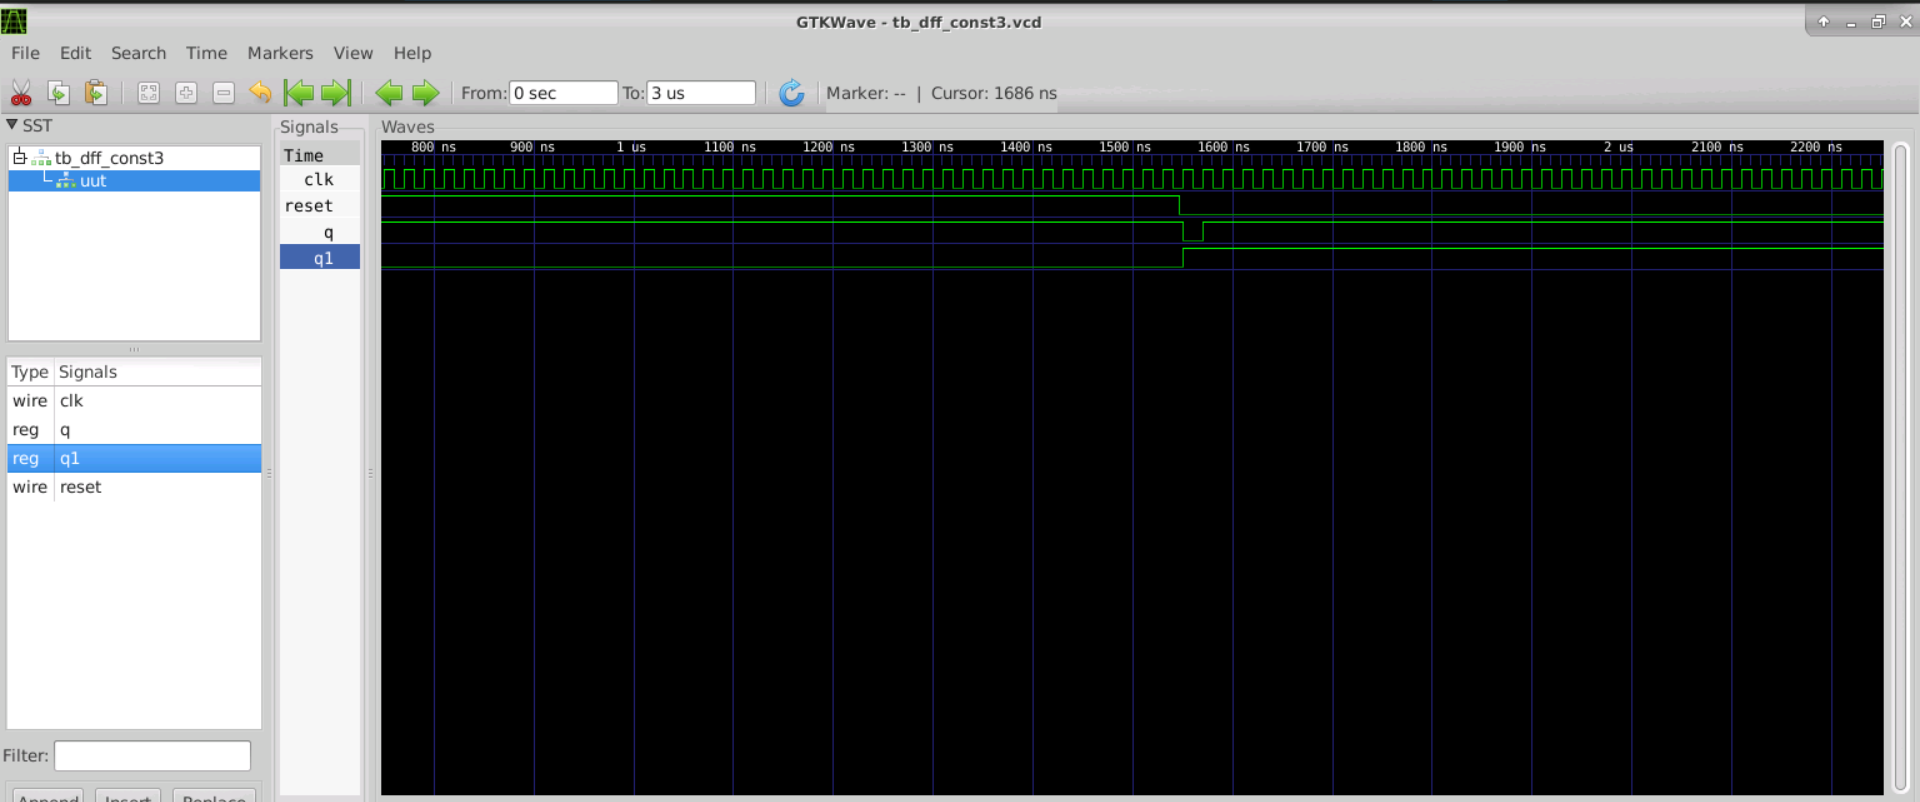 GTKWave - tb_dff_const3.vcd
File Edit Search Time Markers View Help
From: 0 sec To: 3 us Marker: -- | Cursor: 1686 ns
SST
tb_dff_const3
uut
Type Signals
wire clk
reg q
reg q1
wire reset
Filter:
Append Insert Replace
Signals
Time
clk
reset
q
q1
Waves
800 ns 900 ns 1 us 1100 ns 1200 ns 1300 ns 1400 ns 1500 ns 1600 ns 1700 ns 1800 ns 1900 ns 2 us 2100 ns 2200 ns